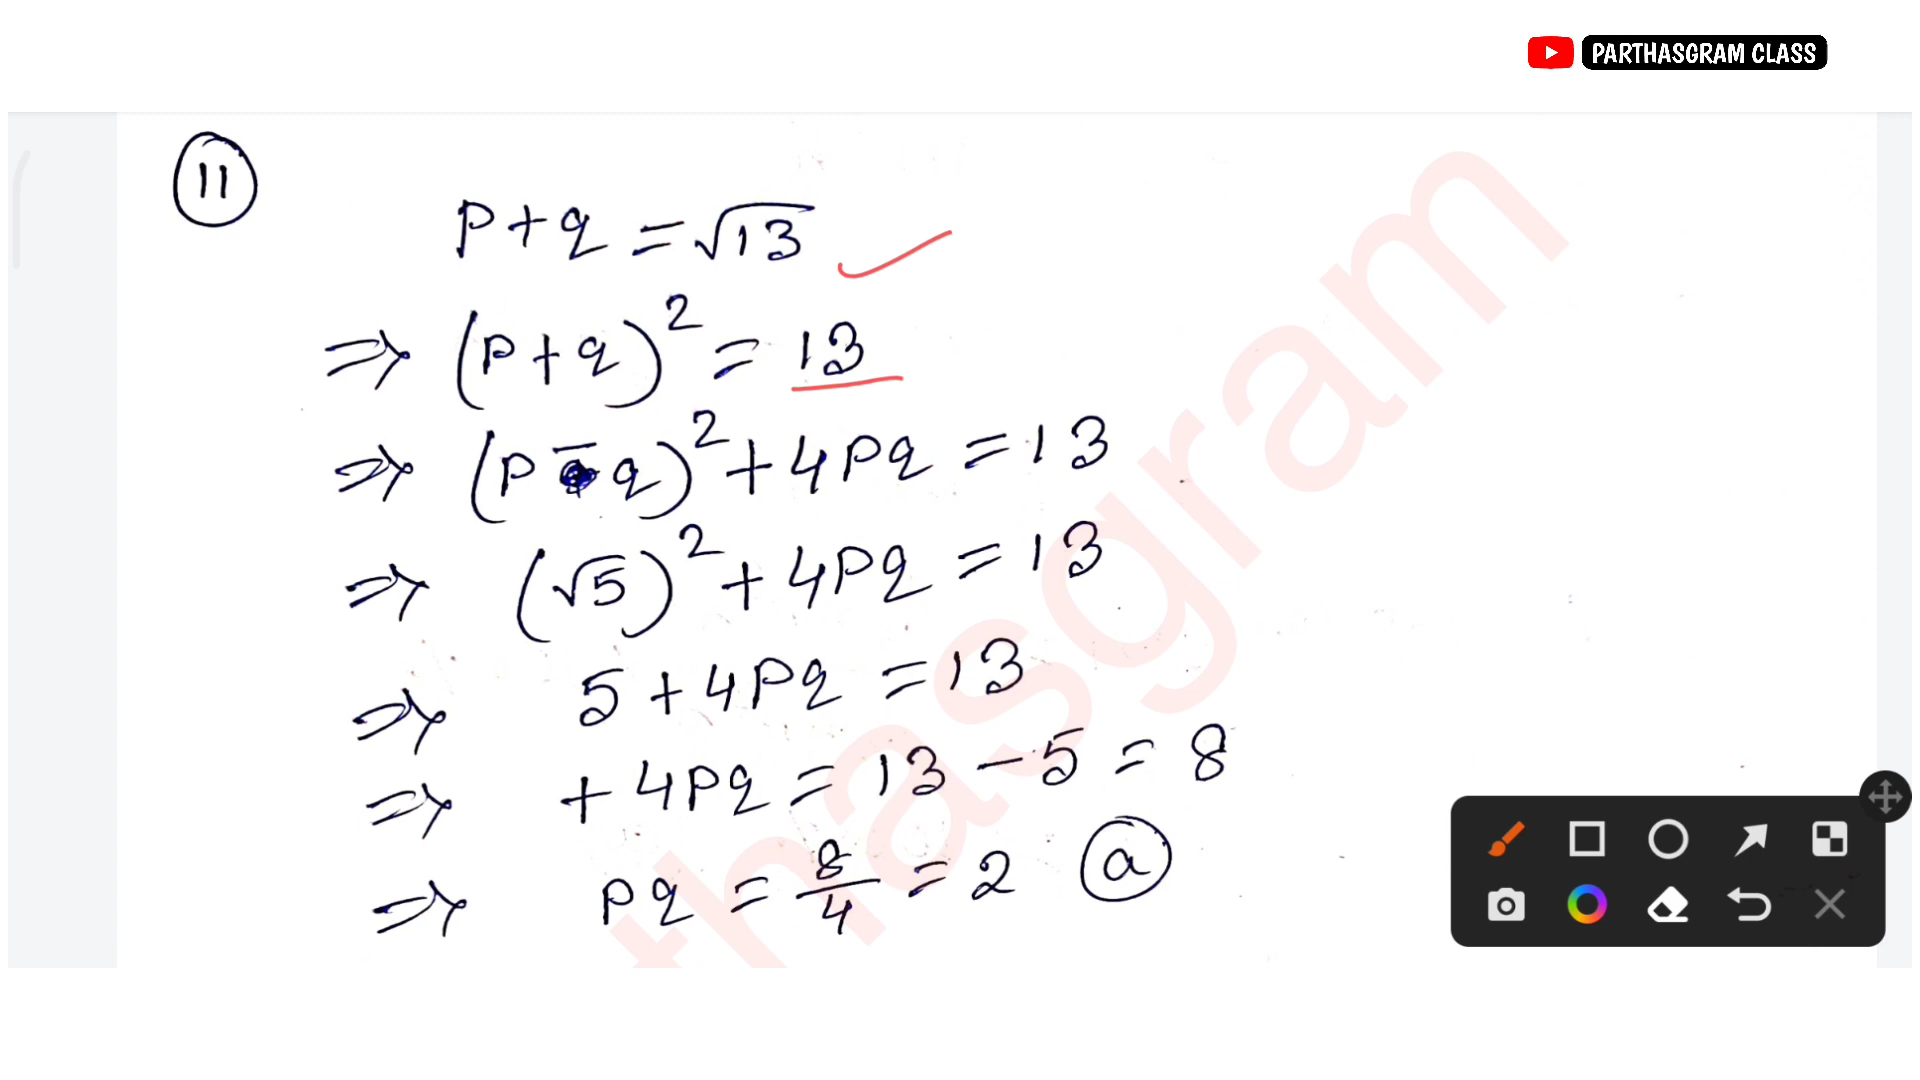 PARTHASGRAM CLASS
11
p+q = √13
⇒ (p+q)² = 13
⇒ (p-q)² + 4pq = 13
⇒ (√5)² + 4pq = 13
⇒ 5 + 4pq = 13
⇒ + 4pq = 13 - 5 = 8
⇒ pq = 8/4 = 2 (a)
thasgram